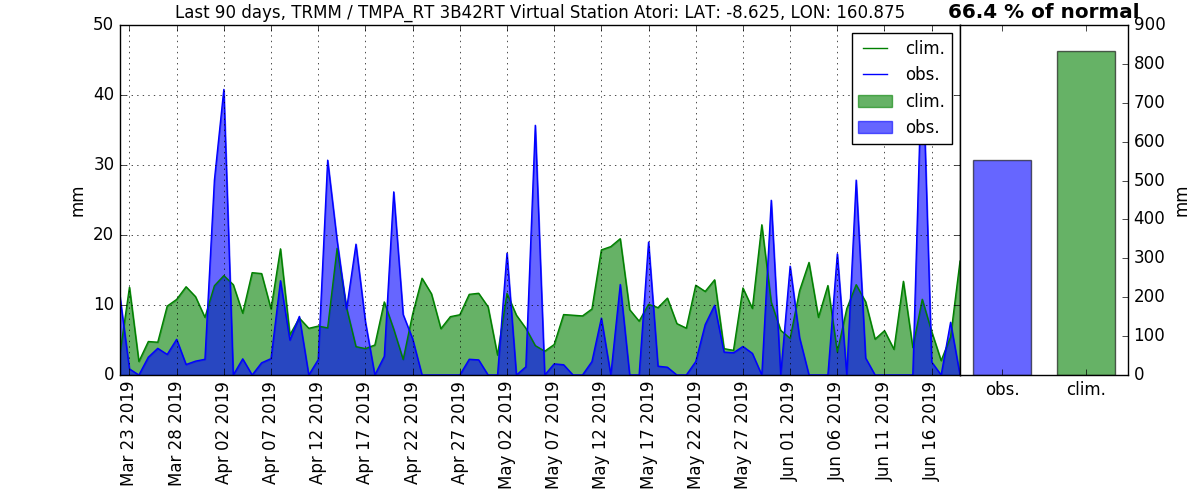 Last 90 days, TRMM / TMPA_RT 3B42RT Virtual Station Atori: LAT: -8.625, LON: 160.875
66.4 % of normal
50
40
30
20
10
0
mm
clim.
obs.
clim.
obs.
900
800
700
600
500
400
300
200
100
0
mm
obs.
clim.
Mar 23 2019
Mar 28 2019
Apr 02 2019
Apr 07 2019
Apr 12 2019
Apr 17 2019
Apr 22 2019
Apr 27 2019
May 02 2019
May 07 2019
May 12 2019
May 17 2019
May 22 2019
May 27 2019
Jun 01 2019
Jun 06 2019
Jun 11 2019
Jun 16 2019